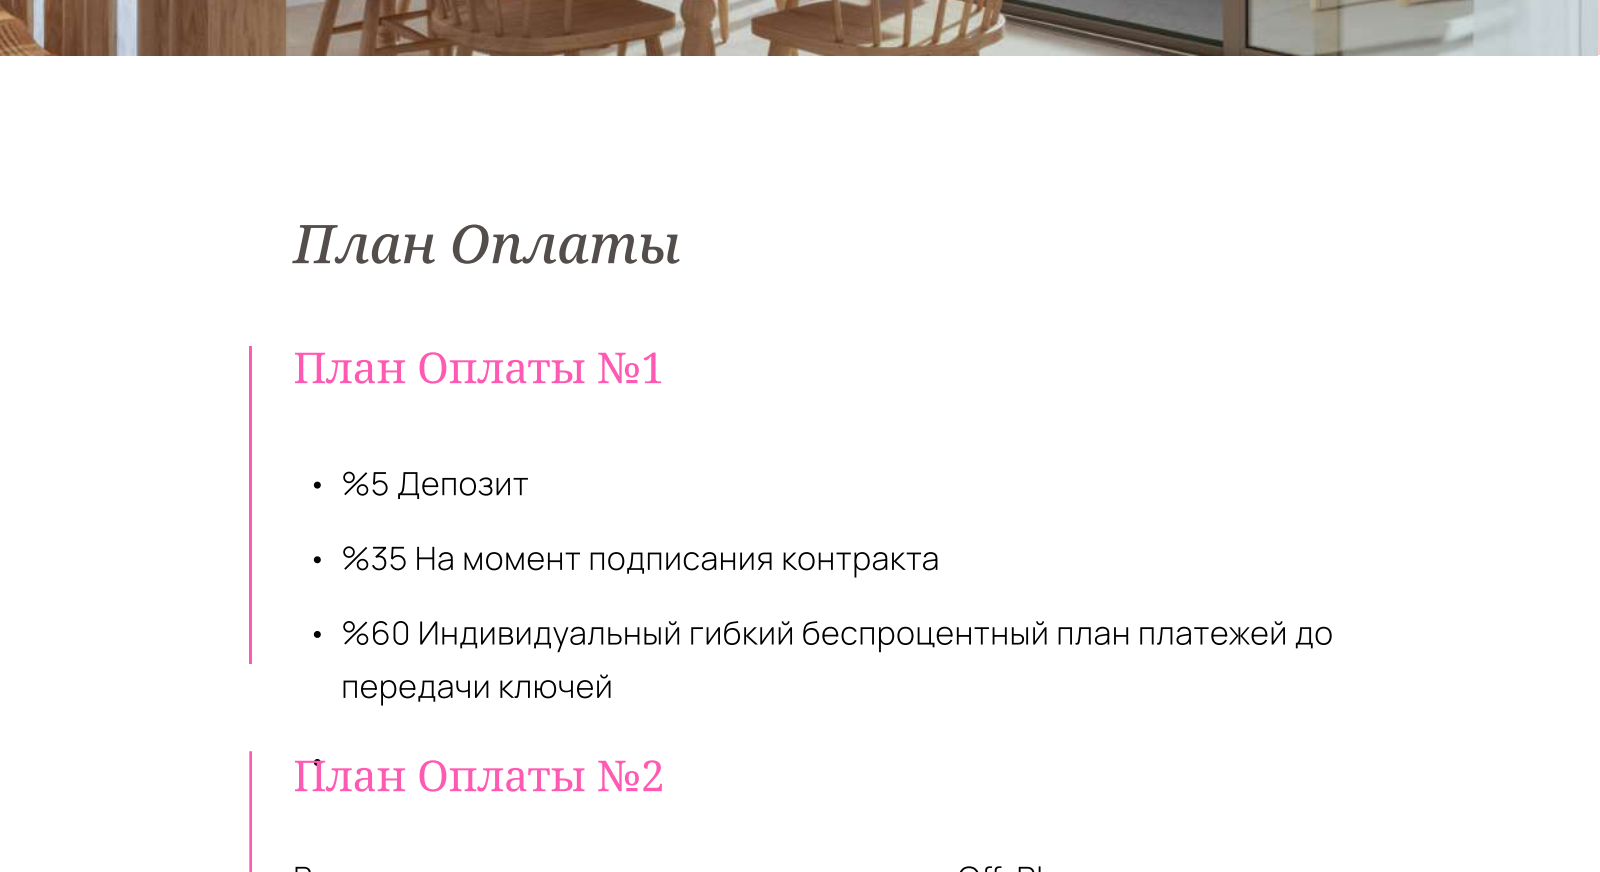 План Оплаты
План Оплаты №1
• %5 Депозит
• %35 На момент подписания контракта
• %60 Индивидуальный гибкий беспроцентный план платежей до
передачи ключей
План Оплаты №2